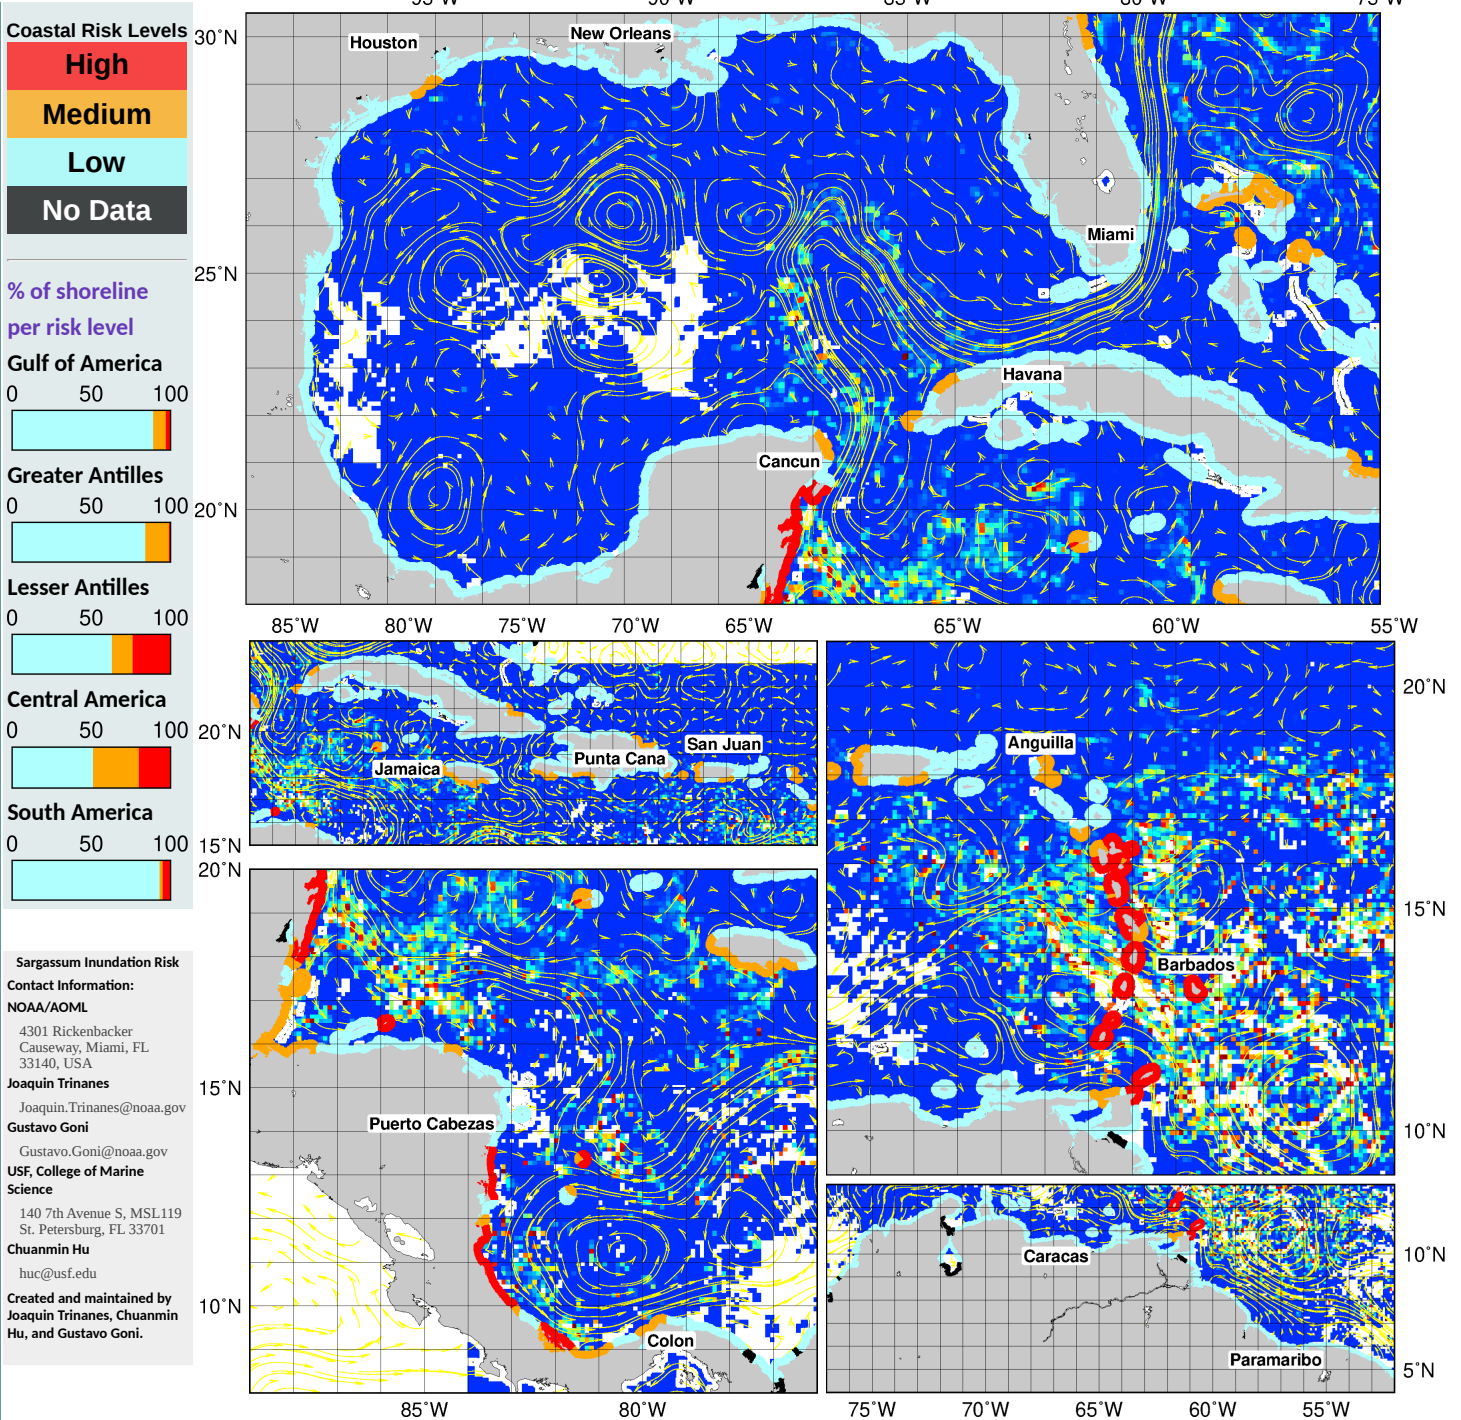 Coastal Risk Levels
High
Medium
Low
No Data
% of shoreline
per risk level
Gulf of America
0 50 100
Greater Antilles
0 50 100
Lesser Antilles
0 50 100
Central America
0 50 100
South America
0 50 100
Sargassum Inundation Risk
Contact Information:
NOAA/AOML
4301 Rickenbacker
Causeway, Miami, FL
33140, USA
Joaquin Trinanes
Joaquin.Trinanes@noaa.gov
Gustavo Goni
Gustavo.Goni@noaa.gov
USF, College of Marine
Science
140 7th Avenue S, MSL119
St. Petersburg, FL 33701
Chuanmin Hu
huc@usf.edu
Created and maintained by
Joaquin Trinanes, Chuanmin
Hu, and Gustavo Goni.
95°W 90°W 85°W 80°W 75°W
30°N
25°N
20°N
Houston
New Orleans
Miami
Havana
Cancun
85°W 80°W 75°W 70°W 65°W
20°N
15°N
Jamaica
Punta Cana
San Juan
65°W 60°W 55°W
20°N
15°N
10°N
Anguilla
Barbados
20°N
15°N
10°N
Puerto Cabezas
Colon
85°W 80°W
Caracas
Paramaribo
10°N
5°N
75°W 70°W 65°W 60°W 55°W